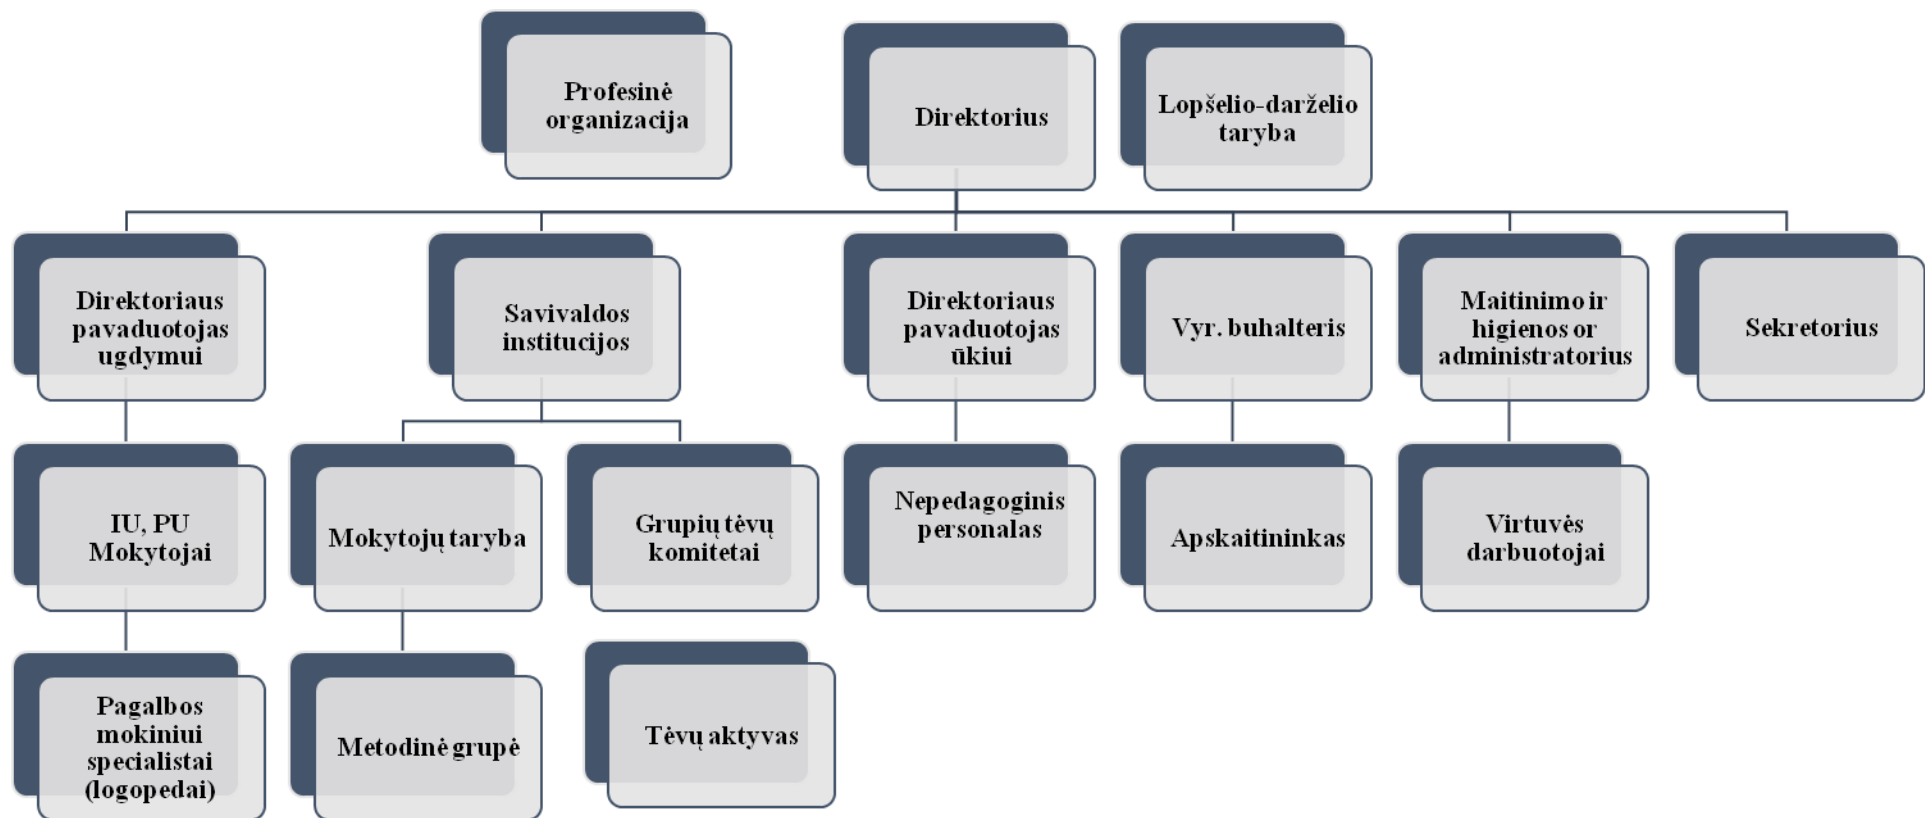 Profesinė
organizacija
Direktorius
Lopšelio-darželio
taryba
Direktoriaus
pavaduotojas
ugdymui
Savivaldos
institucijos
Direktoriaus
pavaduotojas
ūkiui
Vyr. buhalteris
Maitinimo ir
higienos or
administratorius
Sekretorius
IU, PU
Mokytojai
Mokytojų taryba
Grupių tėvų
komitetai
Nepedagoginis
personalas
Apskaitininkas
Virtuvės
darbuotojai
Pagalbos
mokiniui
specialistai
(logopedai)
Metodinė grupė
Tėvų aktyvas